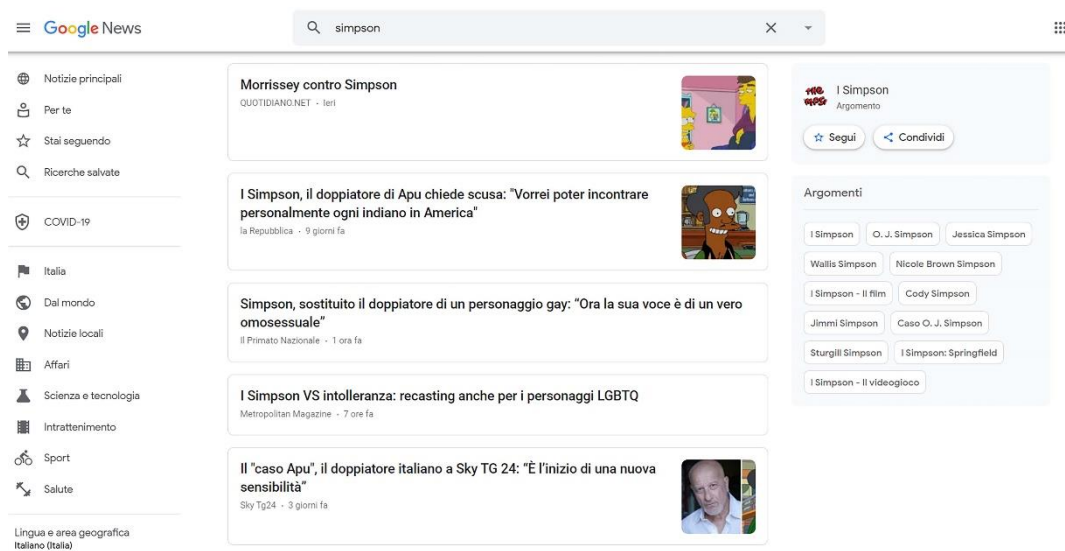 Google News
simpson
Notizie principali
Per te
Stai seguendo
Ricerche salvate
COVID-19
Italia
Dal mondo
Notizie locali
Affari
Scienza e tecnologia
Intrattenimento
Sport
Salute
Lingua e area geografica
Italiano (Italia)
Morrissey contro Simpson
QUOTIDIANO.NET - Ieri
I Simpson, il doppiatore di Apu chiede scusa: "Vorrei poter incontrare
personalmente ogni indiano in America"
la Repubblica - 9 giorni fa
Simpson, sostituito il doppiatore di un personaggio gay: “Ora la sua voce è di un vero
omosessuale”
Il Primato Nazionale - 1 ora fa
I Simpson VS intolleranza: recasting anche per i personaggi LGBTQ
Metropolitan Magazine - 7 ore fa
Il "caso Apu", il doppiatore italiano a Sky TG 24: “È l’inizio di una nuova
sensibilità”
Sky Tg24 - 3 giorni fa
I Simpson
Argomento
Segui Condividi
Argomenti
I Simpson O. J. Simpson Jessica Simpson
Wallis Simpson Nicole Brown Simpson
I Simpson - Il film Cody Simpson
Jimmi Simpson Caso O. J. Simpson
Sturgill Simpson I Simpson: Springfield
I Simpson - Il videogioco